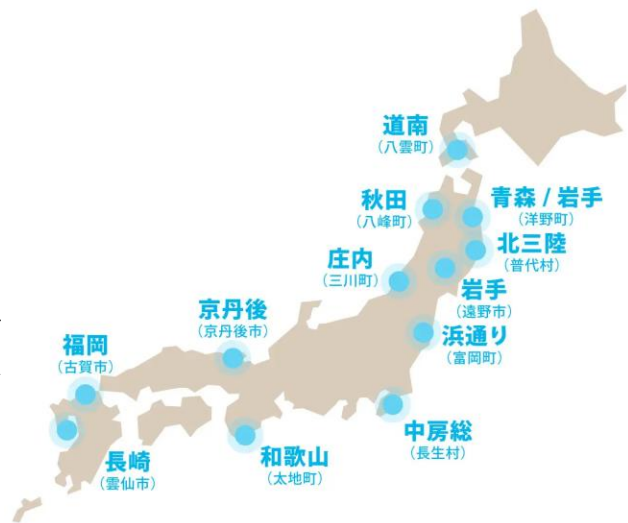 道南
(八雲町)
秋田
(八峰町)
青森 / 岩手
(洋野町)
北三陸
(普代村)
庄内
(三川町)
岩手
(遠野市)
京丹後
(京丹後市)
浜通り
(富岡町)
福岡
(古賀市)
中房総
(長生村)
和歌山
(太地町)
長崎
(雲仙市)